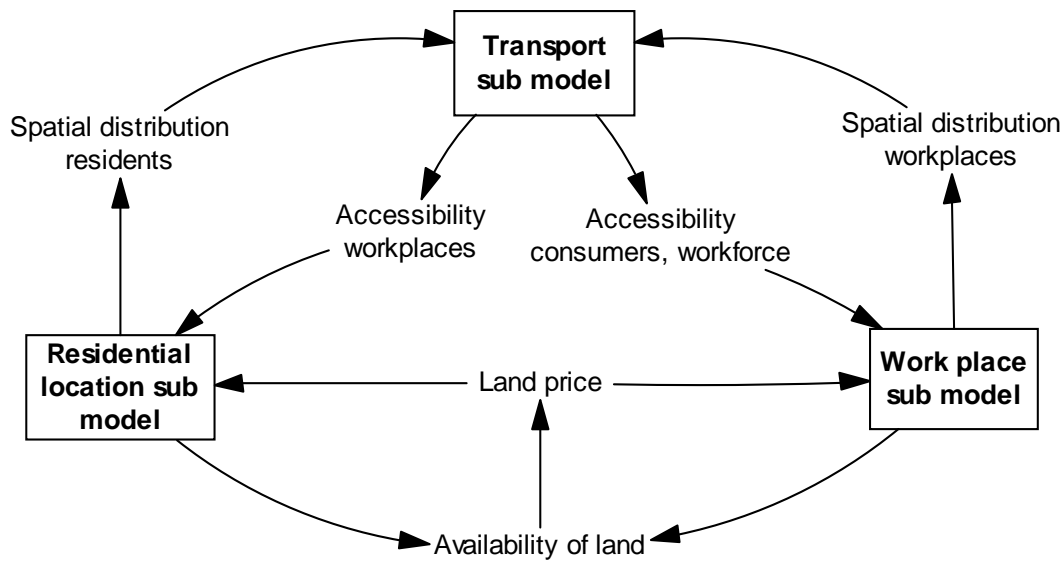 Transport
sub model
Spatial distribution
residents
Spatial distribution
workplaces
Accessibility
workplaces
Accessibility
consumers, workforce
Residential
location sub
model
Land price
Work place
sub model
Availability of land